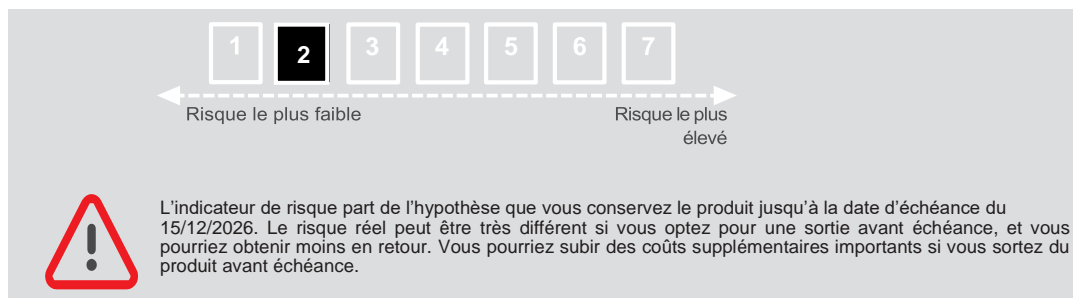 1 2 3 4 5 6 7
Risque le plus faible Risque le plus
élevé
L'indicateur de risque part de l'hypothèse que vous conservez le produit jusqu'à la date d'échéance du
15/12/2026. Le risque réel peut être très différent si vous optez pour une sortie avant échéance, et vous
pourriez obtenir moins en retour. Vous pourriez subir des coûts supplémentaires importants si vous sortez du
produit avant échéance.